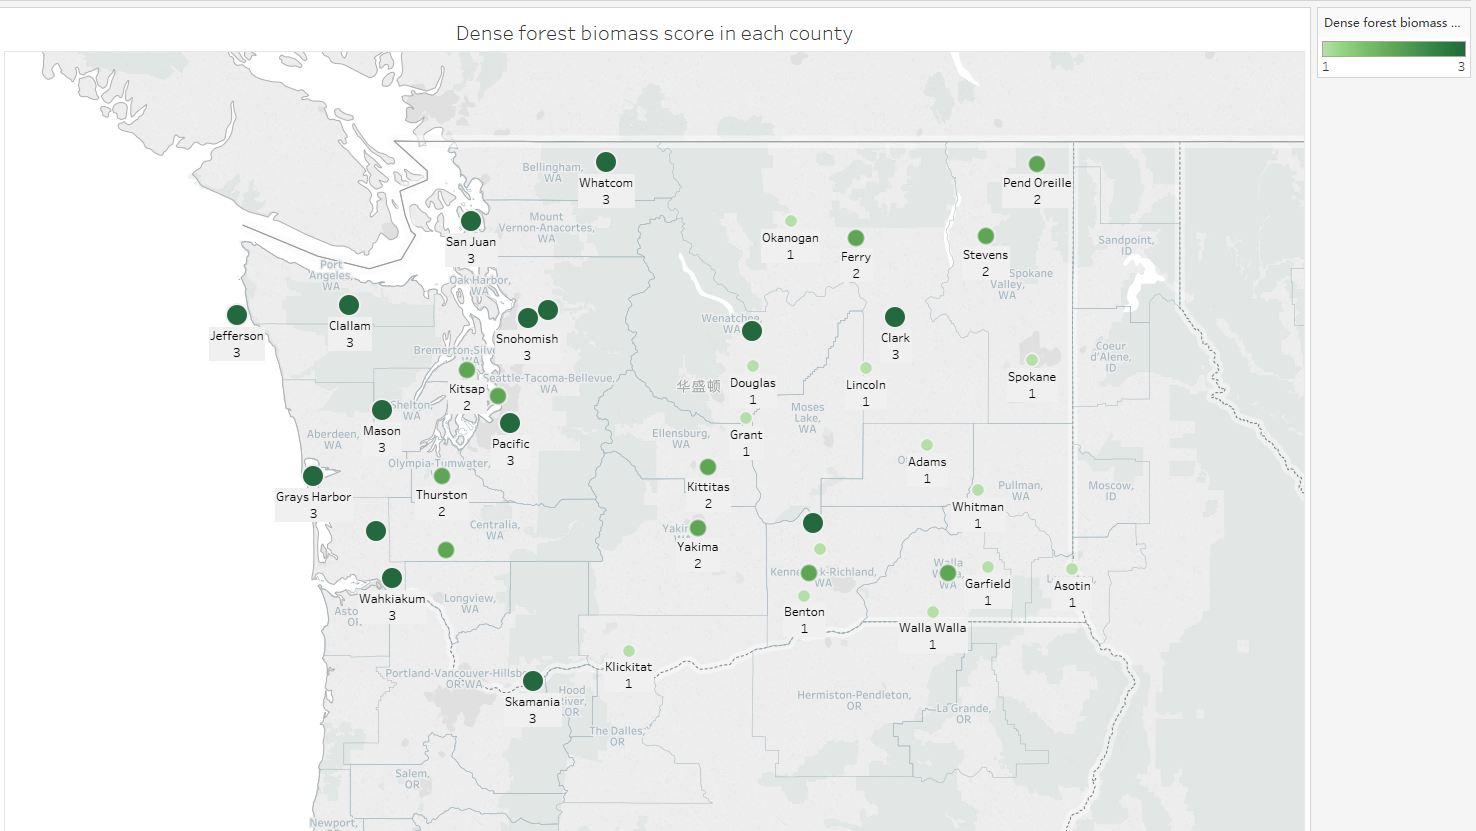 Dense forest biomass score in each county
Dense forest biomass ...
1
3
Bellingham,
WA
Whatcom
3
Pend Oreille
2
San Juan
3
Mount
Vernon-Anacortes,
WA
Okanogan
1
Ferry
2
Stevens
2
Sandpoint,
ID
Port
Angeles,
WA
Oak Harbor,
WA
Spokane
Valley,
WA
Jefferson
3
Clallam
3
Snohomish
3
Wenatchee,
WA
Clark
3
Coeur
d'Alene,
ID
Bremerton-Silv
WA
Kitsap
2
Seattle-Tacoma-Bellevue,
WA
华盛顿
Douglas
1
Lincoln
1
Spokane
1
Shelton,
WA
Mason
3
Moses
Lake,
WA
Aberdeen,
WA
Pacific
3
Ellensburg,
WA
Grant
1
Olympia-Tumwater,
Adams
1
Grays Harbor
3
Thurston
2
Kittitas
2
Pullman,
WA
Moscow,
ID
Whitman
1
Centralia,
WA
Yakima
2
Kenne k-Richland,
WA
Walla
Garfield
1
Asotin
1
Wahkiakum
3
Longview,
WA
Benton
1
Walla Walla
1
Klickitat
1
Portland-Vancouver-Hillsbo
OR-WA
Skamania
3
Hood
River,
OR
Hermiston-Pendleton,
OR
La Grande,
OR
The Dalles,
OR
Salem,
OR
Newport,